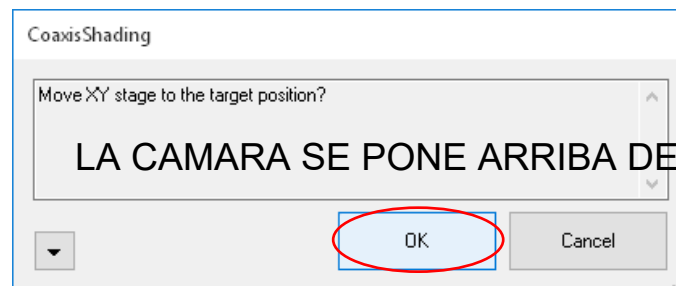 CoaxisShading
Move XY stage to the target position?
LA CAMARA SE PONE ARRIBA DE
OK
Cancel